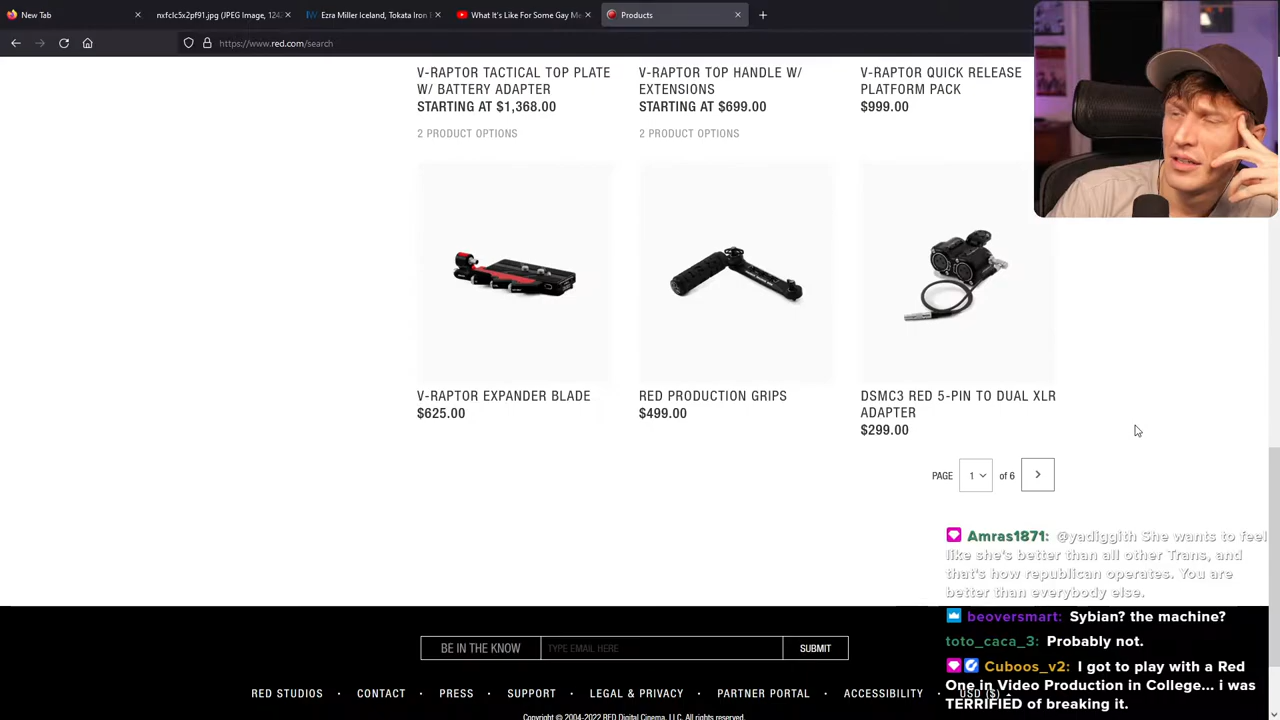 New Tab
nxfclc5x2pf91.jpg (JPEG Image, 124
Ezra Miller Iceland, Tokata Iron
What It's Like For Some Gay Me
Products
https://www.red.com/search
V-RAPTOR TACTICAL TOP PLATE
W/ BATTERY ADAPTER
STARTING AT $1,368.00
2 PRODUCT OPTIONS
V-RAPTOR TOP HANDLE W/
EXTENSIONS
STARTING AT $699.00
2 PRODUCT OPTIONS
V-RAPTOR QUICK RELEASE
PLATFORM PACK
$999.00
V-RAPTOR EXPANDER BLADE
$625.00
RED PRODUCTION GRIPS
$499.00
DSMC3 RED 5-PIN TO DUAL XLR
ADAPTER
$299.00
PAGE 1 of 6
Amras1871: @yadiggith She wants to feel
like she's better than all other Trans, and
that's how republican operates. You are
better than everybody else.
beoversmart: Sybian? the machine?
toto_caca_3: Probably not.
Cuboos_v2: I got to play with a Red
One in Video Production in College... i was
TERRIFIED of breaking it.
BE IN THE KNOW TYPE EMAIL HERE SUBMIT
RED STUDIOS • CONTACT • PRESS • SUPPORT • LEGAL & PRIVACY • PARTNER PORTAL • ACCESSIBILITY • USD ($)
Copyright © 2004-2022 RED Digital Cinema, LLC. All rights reserved.